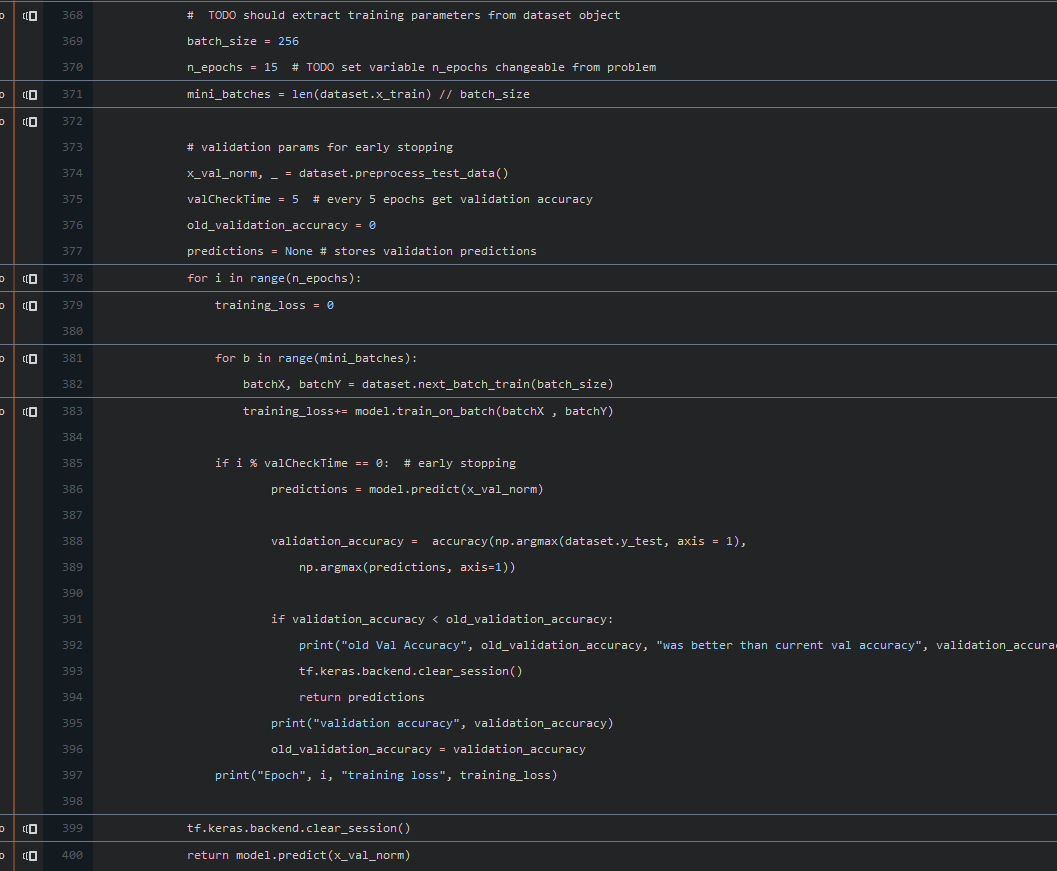 368 #  TODO should extract training parameters from dataset object
369 batch_size = 256
370 n_epochs = 15  # TODO set variable n_epochs changeable from problem
371 mini_batches = len(dataset.x_train) // batch_size
372
373 # validation params for early stopping
374 x_val_norm, _ = dataset.preprocess_test_data()
375 valCheckTime = 5  # every 5 epochs get validation accuracy
376 old_validation_accuracy = 0
377 predictions = None # stores validation predictions
378 for i in range(n_epochs):
379     training_loss = 0
380
381     for b in range(mini_batches):
382         batchX, batchY = dataset.next_batch_train(batch_size)
383         training_loss+= model.train_on_batch(batchX , batchY)
384
385     if i % valCheckTime == 0:  # early stopping
386             predictions = model.predict(x_val_norm)
387
388             validation_accuracy =  accuracy(np.argmax(dataset.y_test, axis = 1),
389                 np.argmax(predictions, axis=1))
390
391             if validation_accuracy < old_validation_accuracy:
392                 print("old Val Accuracy", old_validation_accuracy, "was better than current val accuracy", validation_accura
393                 tf.keras.backend.clear_session()
394                 return predictions
395             print("validation accuracy", validation_accuracy)
396             old_validation_accuracy = validation_accuracy
397     print("Epoch", i, "training loss", training_loss)
398
399 tf.keras.backend.clear_session()
400 return model.predict(x_val_norm)